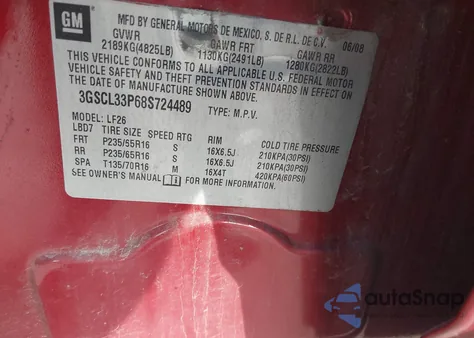 GM
MFD BY GENERAL MOTORS DE MEXICO, S. DE R.L. DE C.V. 06/08
GVWR GAWR FRT GAWR RR
2189KG(4825LB) 1130KG(2491LB) 1280KG(2822LB)
THIS VEHICLE CONFORMS TO ALL APPLICABLE U.S. FEDERAL MOTOR
VEHICLE SAFETY AND THEFT PREVENTION STANDARDS IN EFFECT ON
THE DATE OF MANUFACTURE SHOWN ABOVE.
3GSCL33P68S724489 TYPE: M.P.V.
MODEL: LF26
LBD7 TIRE SIZE SPEED RTG RIM COLD TIRE PRESSURE
FRT P235/65R16 S 16X6.5J 210KPA(30PSI)
RR P235/65R16 S 16X6.5J 210KPA(30PSI)
SPA T135/70R16 M 16X4T 420KPA(60PSI)
SEE OWNER'S MANUAL FOR MORE INFORMATION
autoSnap